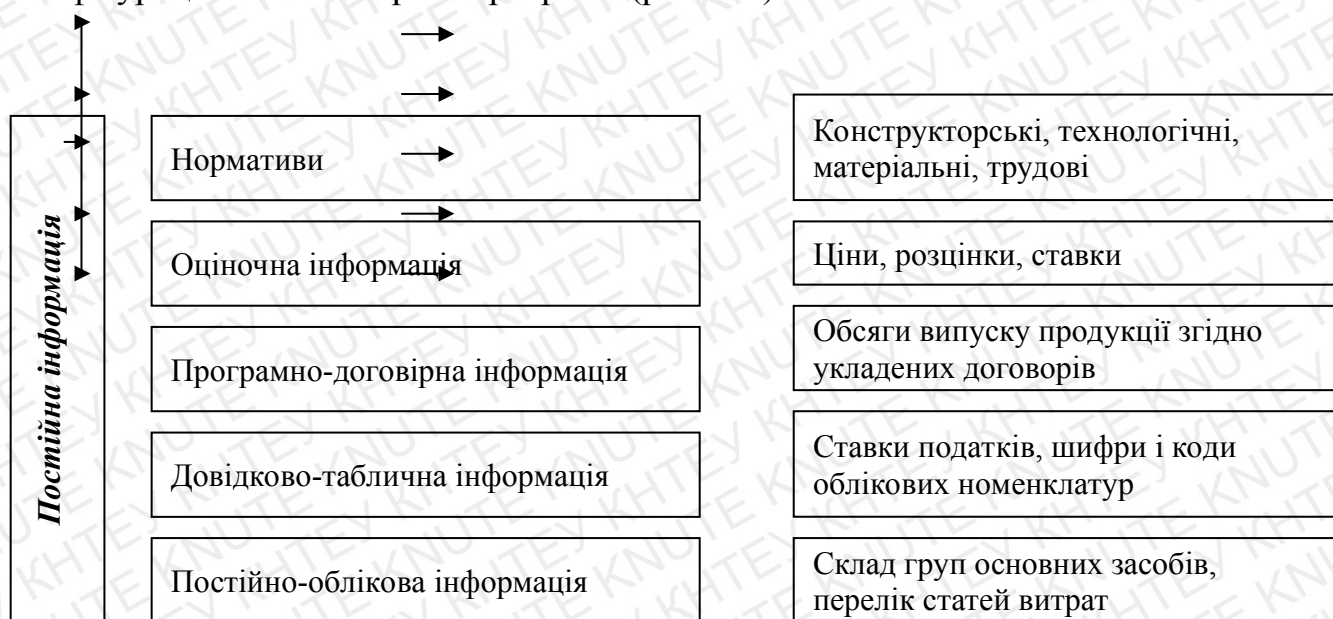 Постійна інформація
Нормативи
Конструкторські, технологічні,
матеріальні, трудові
Оціночна інформація
Ціни, розцінки, ставки
Програмно-договірна інформація
Обсяги випуску продукції згідно
укладених договорів
Довідково-таблична інформація
Ставки податків, шифри і коди
облікових номенклатур
Постійно-облікова інформація
Склад груп основних засобів,
перелік статей витрат